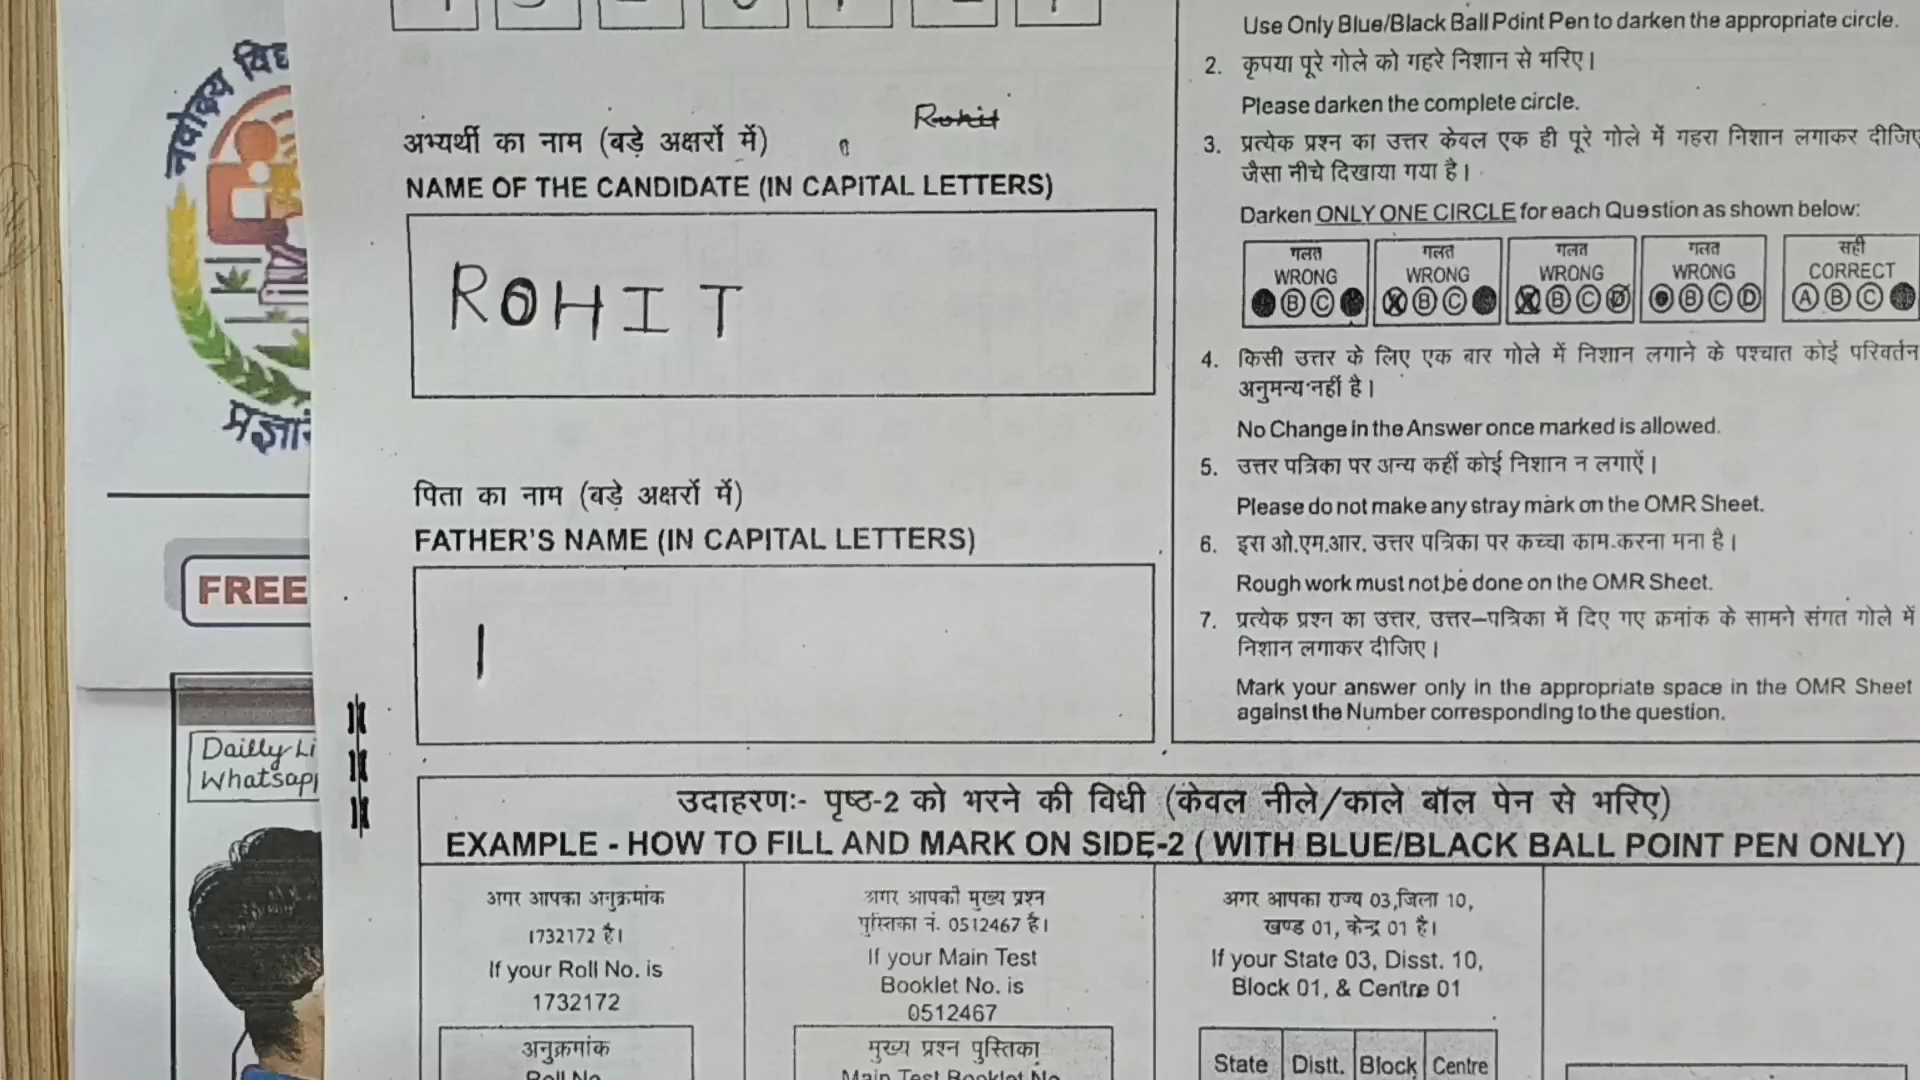 नवोदय विद्य
प्रज्ञान
FREE
Dailly Li
Whatsapp
Rohit
अभ्यर्थी का नाम (बड़े अक्षरों में)
NAME OF THE CANDIDATE (IN CAPITAL LETTERS)
ROHIT
पिता का नाम (बड़े अक्षरों में)
FATHER'S NAME (IN CAPITAL LETTERS)
Use Only Blue/Black Ball Point Pen to darken the appropriate circle.
2. कृपया पूरे गोले को गहरे निशान से भरिए।
Please darken the complete circle.
3. प्रत्येक प्रश्न का उत्तर केवल एक ही पूरे गोले में गहरा निशान लगाकर दीजिए
जैसा नीचे दिखाया गया है।
Darken ONLY ONE CIRCLE for each Question as shown below:
गलत गलत गलत गलत सही
WRONG WRONG WRONG WRONG CORRECT
B C B C B C B C D A B C
4. किसी उत्तर के लिए एक बार गोले में निशान लगाने के पश्चात कोई परिवर्तन
अनुमन्य नहीं है।
No Change in the Answer once marked is allowed.
5. उत्तर पत्रिका पर अन्य कहीं कोई निशान न लगाऐं।
Please do not make any stray mark on the OMR Sheet.
6. इस ओ.एम.आर. उत्तर पत्रिका पर कच्चा काम करना मना है।
Rough work must not be done on the OMR Sheet.
7. प्रत्येक प्रश्न का उत्तर, उत्तर–पत्रिका में दिए गए क्रमांक के सामने संगत गोले में
निशान लगाकर दीजिए।
Mark your answer only in the appropriate space in the OMR Sheet
against the Number corresponding to the question.
उदाहरणः- पृष्ठ-2 को भरने की विधी (केवल नीले/काले बॉल पेन से भरिए)
EXAMPLE - HOW TO FILL AND MARK ON SIDE-2 ( WITH BLUE/BLACK BALL POINT PEN ONLY)
अगर आपका अनुक्रमांक
1732172 है।
If your Roll No. is
1732172
अनुक्रमांक
Roll No.
अगर आपकी मुख्य प्रश्न
पुस्तिका नं. 0512467 है।
If your Main Test
Booklet No. is
0512467
मुख्य प्रश्न पुस्तिका
Main Test Booklet No.
अगर आपका राज्य 03,जिला 10,
खण्ड 01, केन्द्र 01 है।
If your State 03, Disst. 10,
Block 01, & Centre 01
State Distt. Block Centre